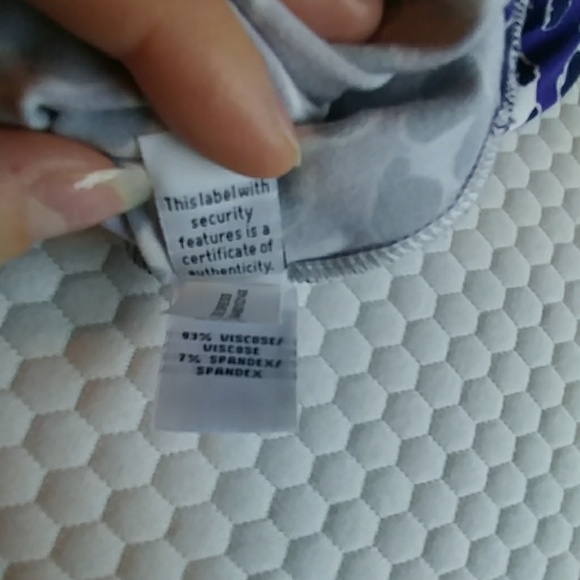 This label with
security
features is a
certificate of
authenticity.
93% VISCOSE/
VISCOSE
7% SPANDEX/
SPANDEX